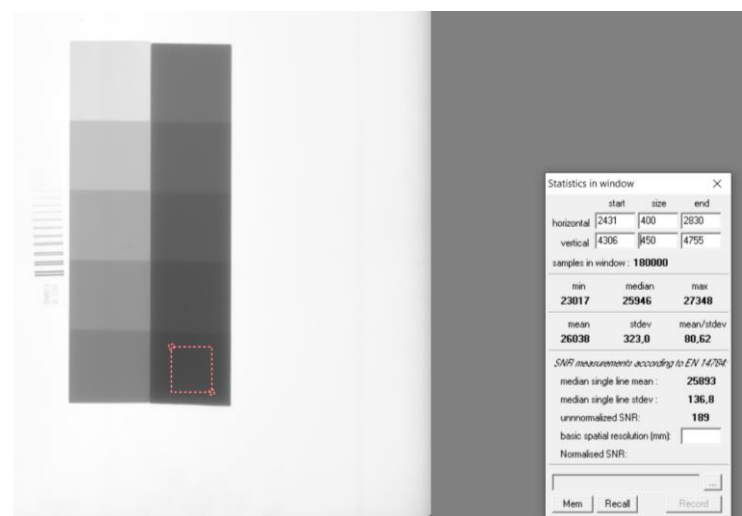 Statistics in window
start size end
horizontal 2431 400 2830
vertical 4306 450 4755
samples in window : 180000
min median max
23017 25946 27348
mean stdev mean/stdev
26038 323,0 80,62
SNR measurements according to EN 14784:
median single line mean : 25893
median single line stdev : 136,8
unnnormalized SNR: 189
basic spatial resolution (mm):
Normalised SNR:
...
Mem Recall Record